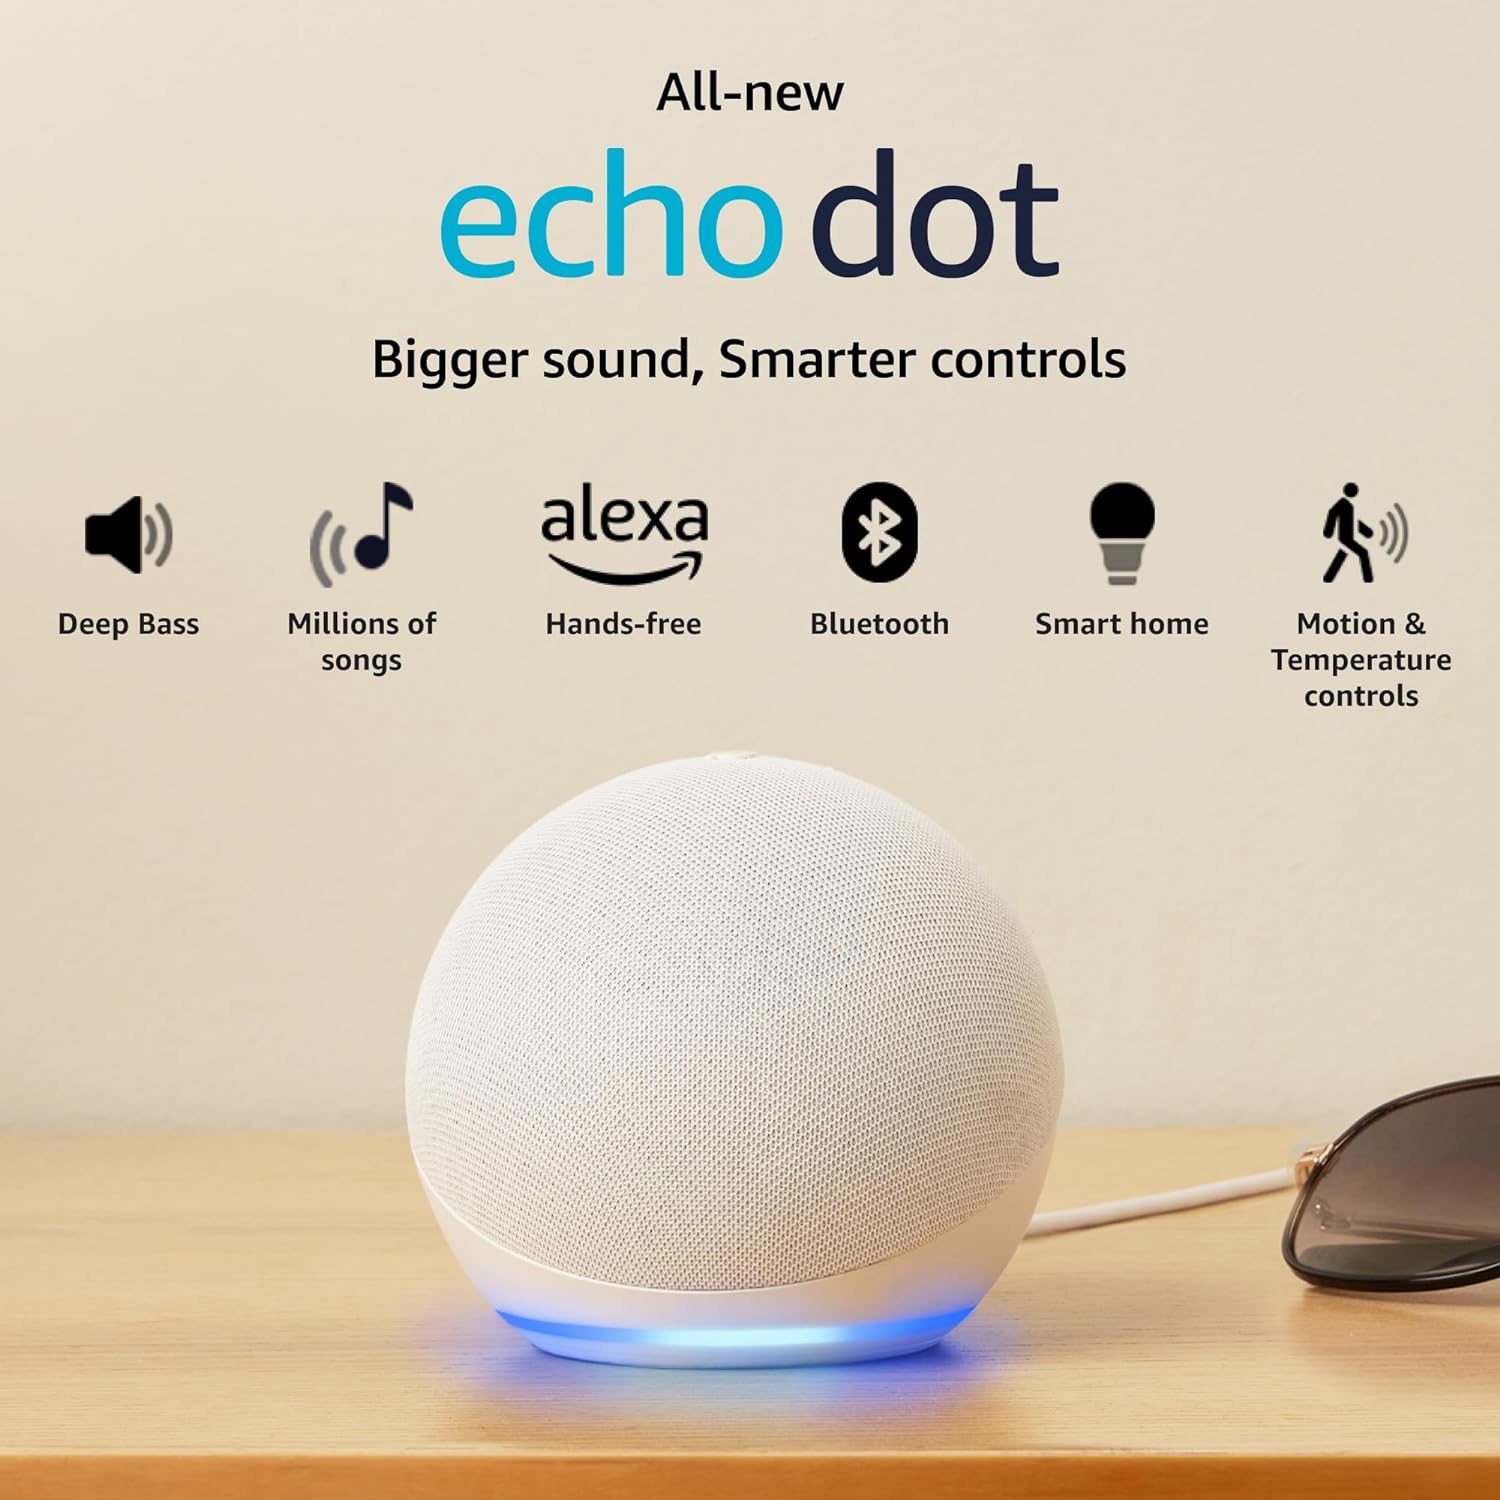 All-new
echo dot
Bigger sound, Smarter controls
alexa
Deep Bass
Millions of
songs
Hands-free
Bluetooth
Smart home
Motion &
Temperature
controls